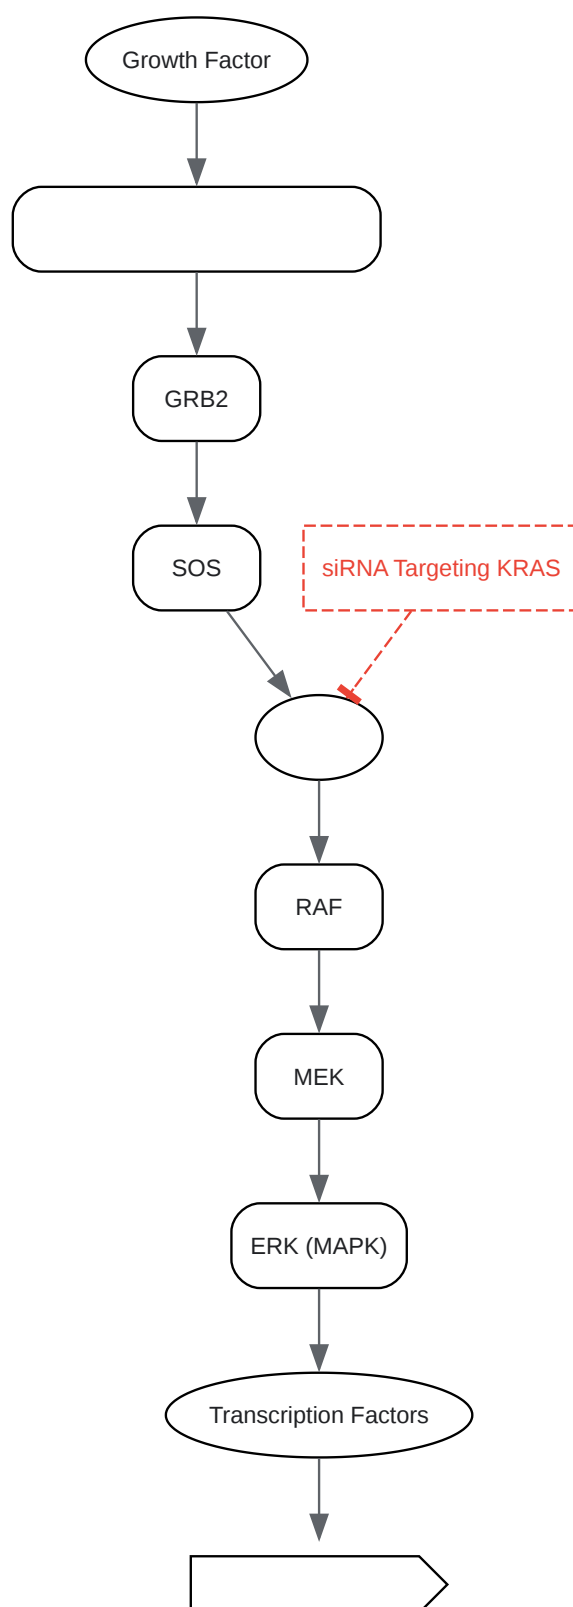 Growth Factor
GRB2
SOS
siRNA Targeting KRAS
RAF
MEK
ERK (MAPK)
Transcription Factors